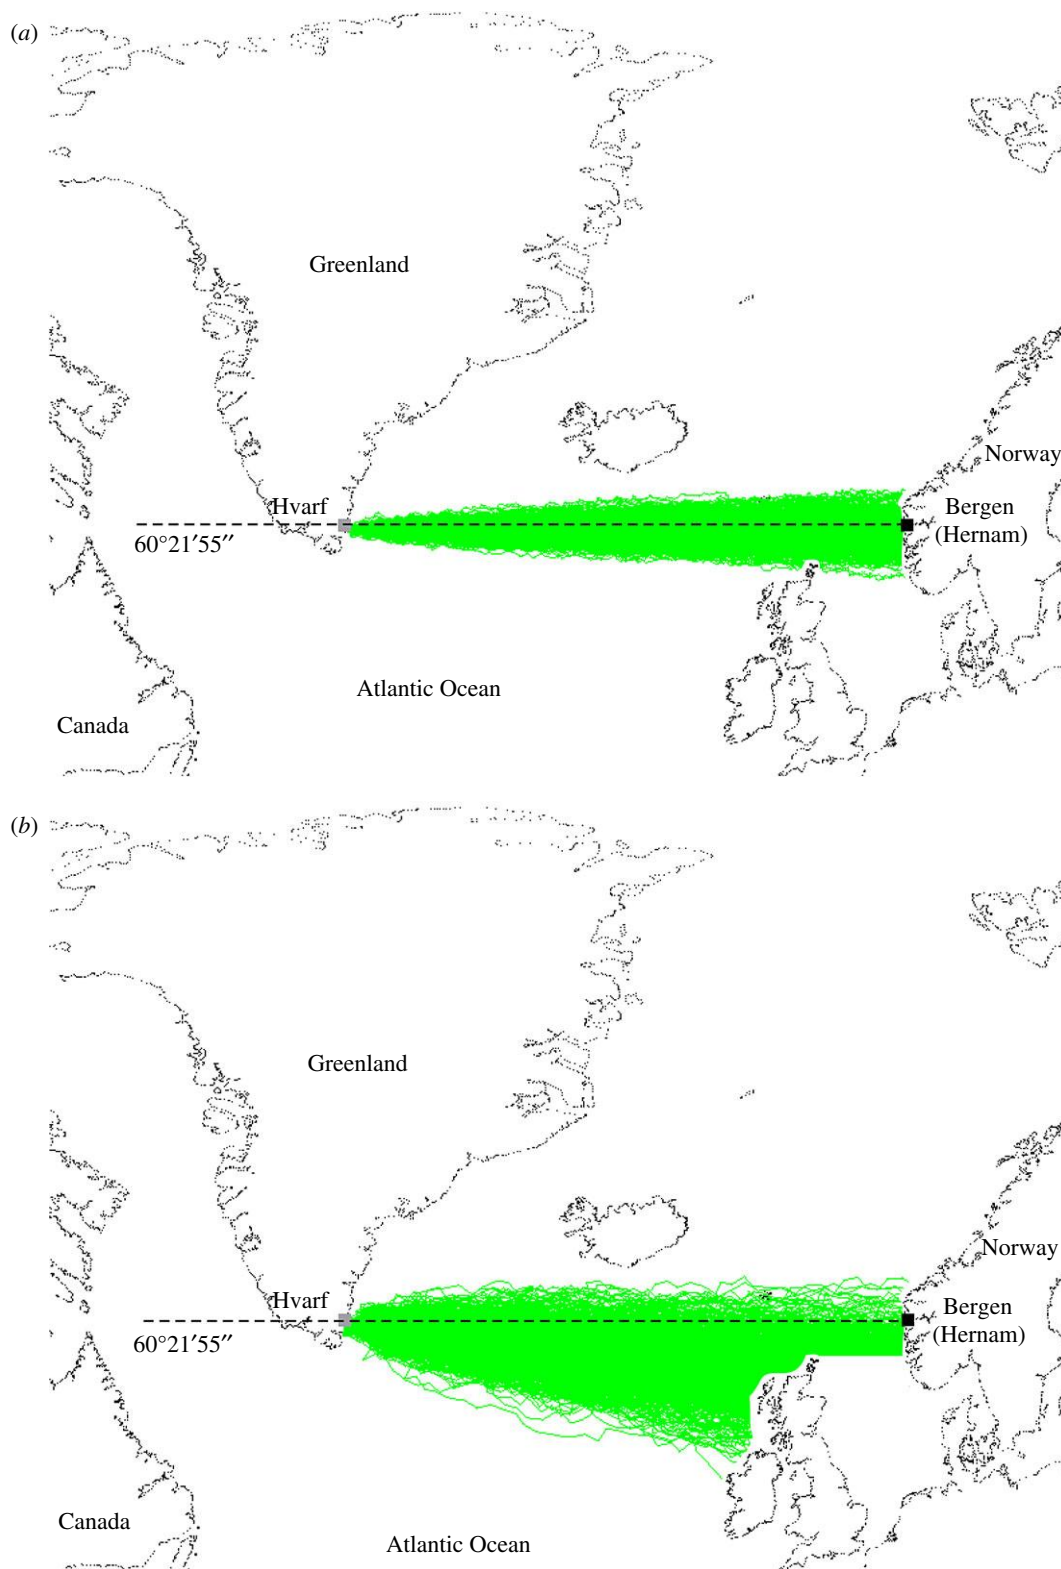 (a)
Greenland
Norway
Hvarf
Bergen
(Hernam)
60°21′55″
Atlantic Ocean
Canada
(b)
Greenland
Norway
Hvarf
Bergen
(Hernam)
60°21′55″
Canada
Atlantic Ocean